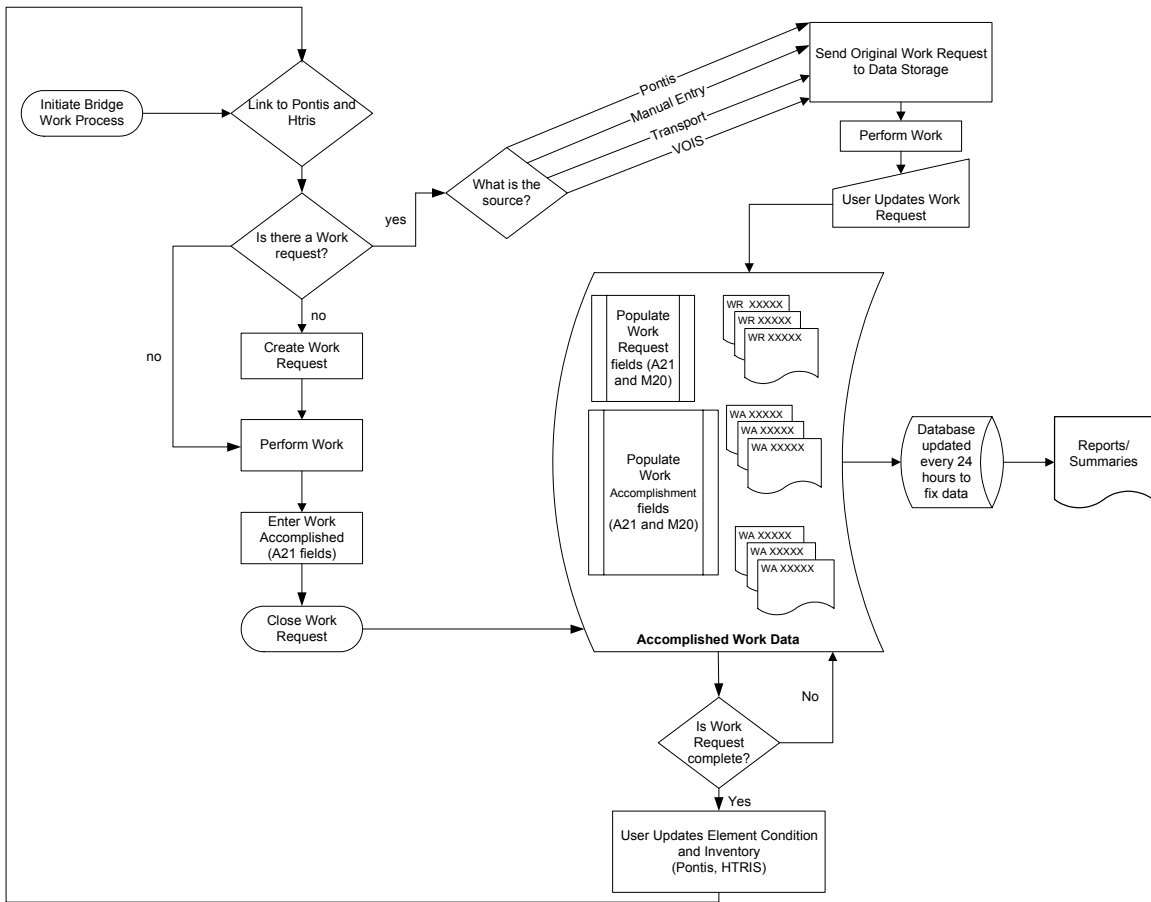 Initiate Bridge
Work Process
Link to Pontis and
Htris
Is there a Work
request?
yes
no
no
Create Work
Request
Perform Work
Enter Work
Accomplished
(A21 fields)
Close Work
Request
What is the
source?
Pontis
Manual Entry
Transport
VOIS
Send Original Work Request
to Data Storage
Perform Work
User Updates Work
Request
Populate
Work
Request
fields (A21
and M20)
WR XXXXX
WR XXXXX
WR XXXXX
Populate
Work
Accomplishment
fields
(A21 and M20)
WA XXXXX
WA XXXXX
WA XXXXX
WA XXXXX
WA XXXXX
WA XXXXX
Accomplished Work Data
Database
updated
every 24
hours to
fix data
Reports/
Summaries
Is Work
Request
complete?
No
Yes
User Updates Element Condition
and Inventory
(Pontis, HTRIS)